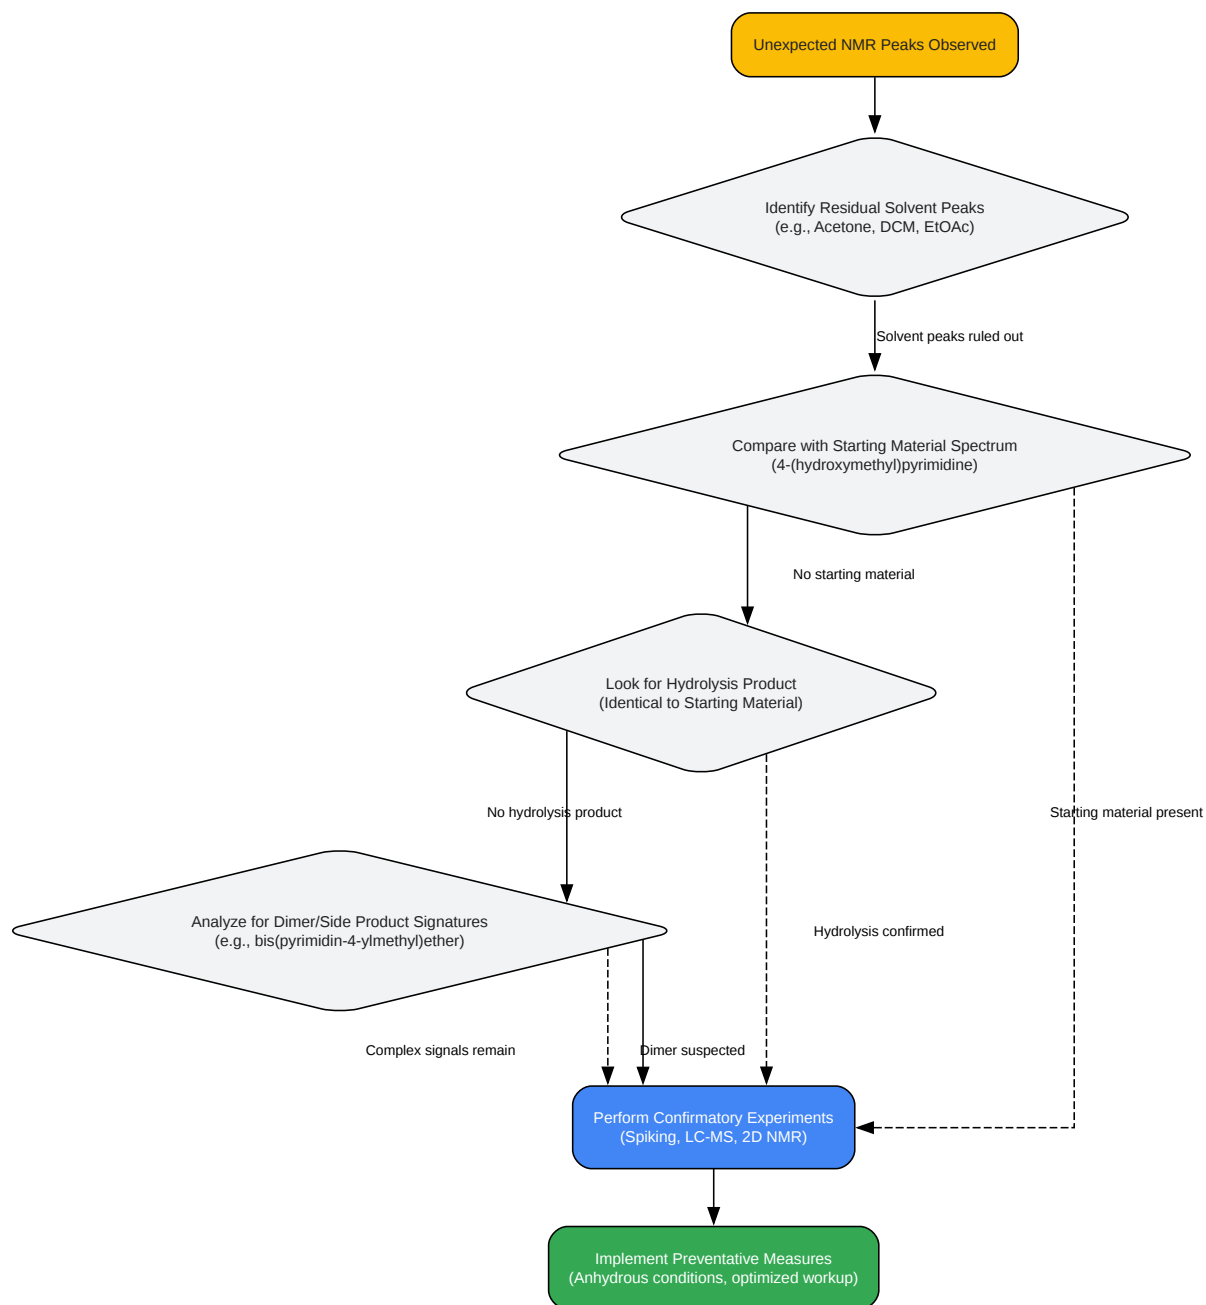 Unexpected NMR Peaks Observed
Identify Residual Solvent Peaks
(e.g., Acetone, DCM, EtOAc)
Solvent peaks ruled out
Compare with Starting Material Spectrum
(4-(hydroxymethyl)pyrimidine)
No starting material
Look for Hydrolysis Product
(Identical to Starting Material)
No hydrolysis product
Starting material present
Analyze for Dimer/Side Product Signatures
(e.g., bis(pyrimidin-4-ylmethyl)ether)
Hydrolysis confirmed
Complex signals remain
Dimer suspected
Perform Confirmatory Experiments
(Spiking, LC-MS, 2D NMR)
Implement Preventative Measures
(Anhydrous conditions, optimized workup)